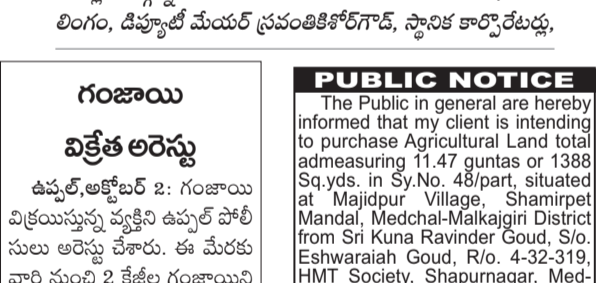 లింగం, డిప్యూటీ మేయర్ స్రవంతికిశోర్‌గౌడ్, స్థానిక కార్పొరేటర్లు,
గంజాయి
విక్రేత అరెస్టు
ఉప్పల్,అక్టోబర్ 2: గంజాయి
విక్రయిస్తున్న వ్యక్తిని ఉప్పల్ పోలీ
సులు అరెస్టు చేశారు. ఈ మేరకు
వారి నుంచి 2 కేజీల గంజాయిని
PUBLIC NOTICE
The Public in general are hereby
informed that my client is intending
to purchase Agricultural Land total
admeasuring 11.47 guntas or 1388
Sq.yds. in Sy.No. 48/part, situated
at Majidpur Village, Shamirpet
Mandal, Medchal-Malkajgiri District
from Sri Kuna Ravinder Goud, S/o.
Eshwaraiah Goud, R/o. 4-32-319,
HMT Society, Shapurnagar, Med-